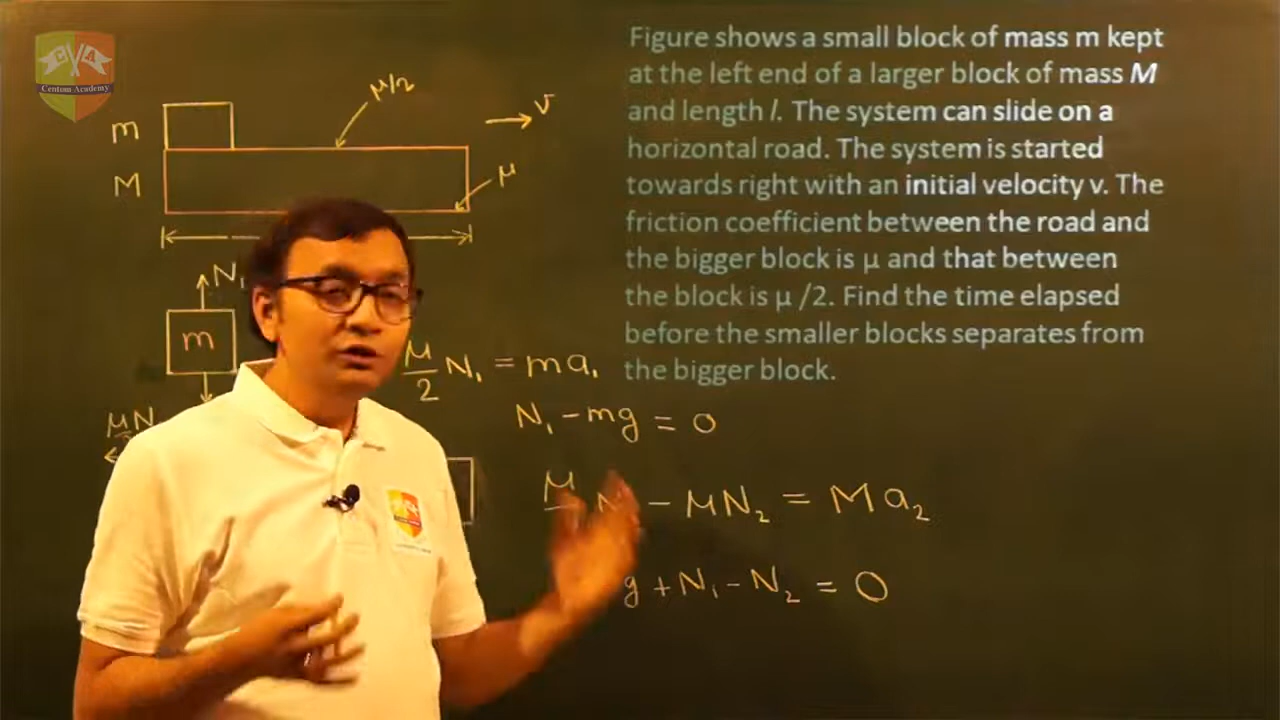 CVA
Centum Academy
Figure shows a small block of mass m kept
at the left end of a larger block of mass M
and length l. The system can slide on a
horizontal road. The system is started
towards right with an initial velocity v. The
friction coefficient between the road and
the bigger block is μ and that between
the block is μ /2. Find the time elapsed
before the smaller blocks separates from
the bigger block.
μ/2
v
m
M
μ
N₁
m
μ/2 N₁ = ma₁
N₁ - mg = 0
- μN₂ = Ma₂
g + N₁ - N₂ = 0